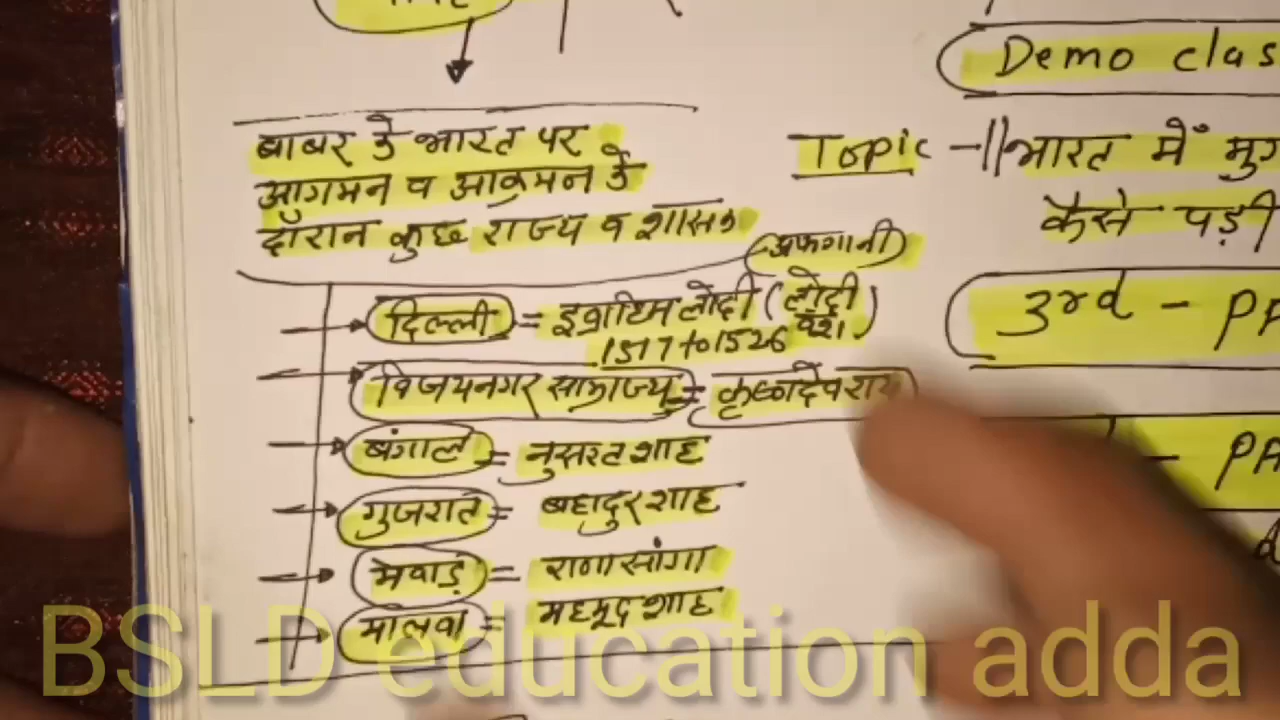 बाबर के भारत पर
आगमन व आक्रमन के
दौरान कुछ राज्य व शासक
अफगानी
दिल्ली = इब्राहिम लोदी (लोदी वंश)
1517 to 1526
विजयनगर साम्राज्य = कृष्णदेवराय
बंगाल = नुसरत शाह
गुजरात = बहादुर शाह
मेवाड़ = राणा सांगा
मालवा = महमूद शाह
Demo clas
Topic - भारत में मुग
कैसे पड़ी
3rd - PA
- PA
BSLD education adda